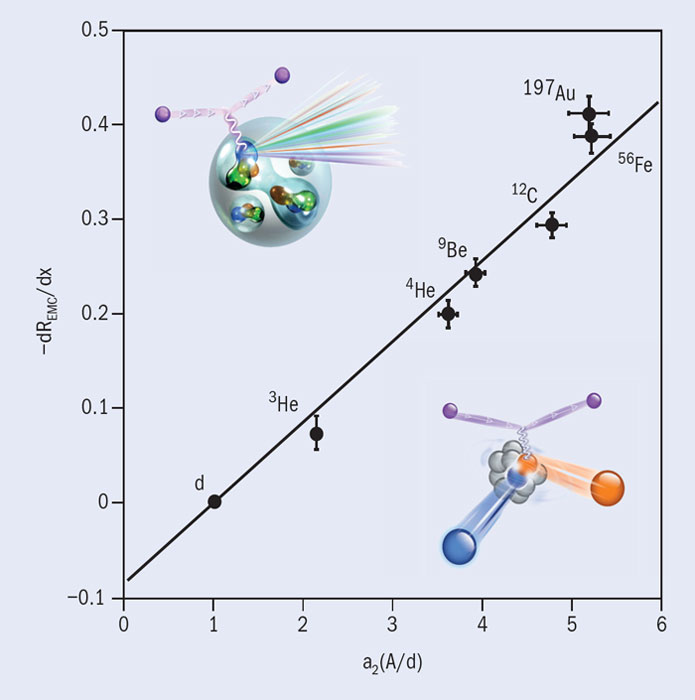 0.5
0.4
0.3
0.2
0.1
0
−0.1
−dR_EMC/dx
197Au
56Fe
12C
9Be
4He
3He
d
0 1 2 3 4 5 6
a2(A/d)